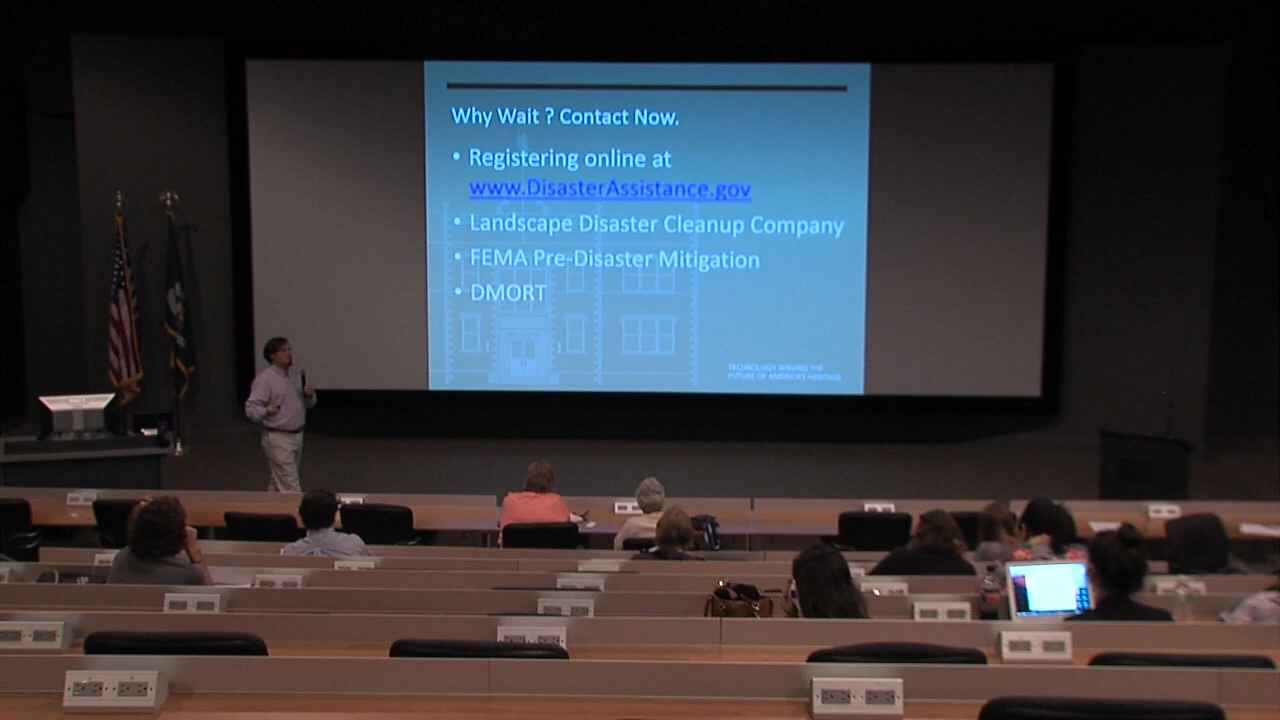 Why Wait ? Contact Now.
• Registering online at
www.DisasterAssistance.gov
• Landscape Disaster Cleanup Company
• FEMA Pre-Disaster Mitigation
• DMORT
TECHNOLOGY SERVING THE
FUTURE OF AMERICA'S HERITAGE